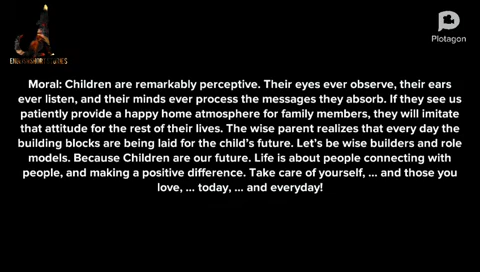 Plotagon
Moral: Children are remarkably perceptive. Their eyes ever observe, their ears
ever listen, and their minds ever process the messages they absorb. If they see us
patiently provide a happy home atmosphere for family members, they will imitate
that attitude for the rest of their lives. The wise parent realizes that every day the
building blocks are being laid for the child's future. Let's be wise builders and role
models. Because Children are our future. Life is about people connecting with
people, and making a positive difference. Take care of yourself, ... and those you
love, ... today, ... and everyday!